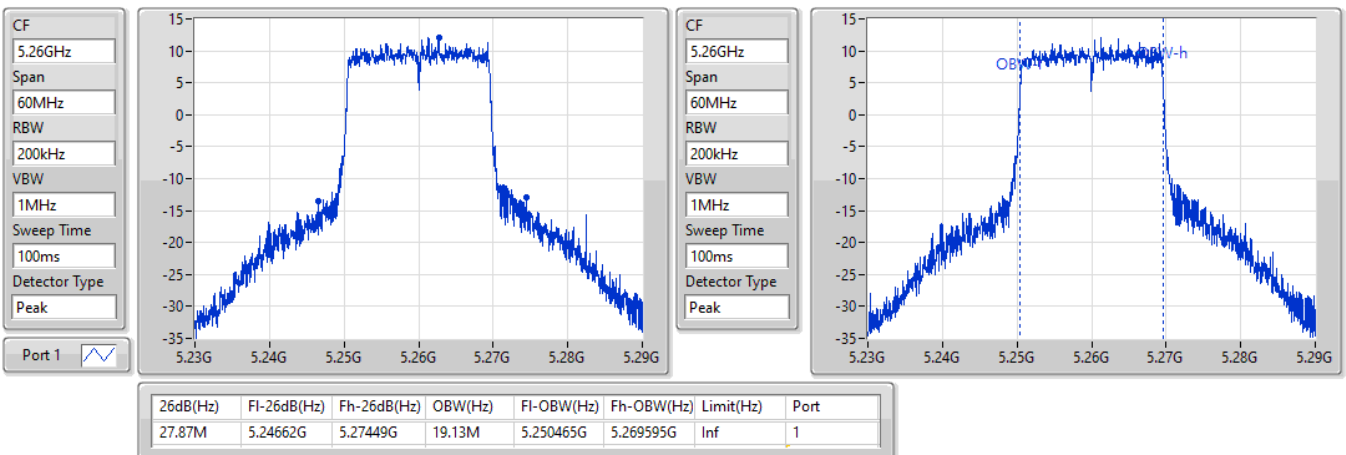 CF
5.26GHz
Span
60MHz
RBW
200kHz
VBW
1MHz
Sweep Time
100ms
Detector Type
Peak
Port 1
15
10
5
0
-5
-10
-15
-20
-25
-30
-35
5.23G 5.24G 5.25G 5.26G 5.27G 5.28G 5.29G
CF
5.26GHz
Span
60MHz
RBW
200kHz
VBW
1MHz
Sweep Time
100ms
Detector Type
Peak
15
10
5
0
-5
-10
-15
-20
-25
-30
-35
5.23G 5.24G 5.25G 5.26G 5.27G 5.28G 5.29G
26dB(Hz) Fl-26dB(Hz) Fh-26dB(Hz) OBW(Hz) Fl-OBW(Hz) Fh-OBW(Hz) Limit(Hz) Port
27.87M 5.24662G 5.27449G 19.13M 5.250465G 5.269595G Inf 1